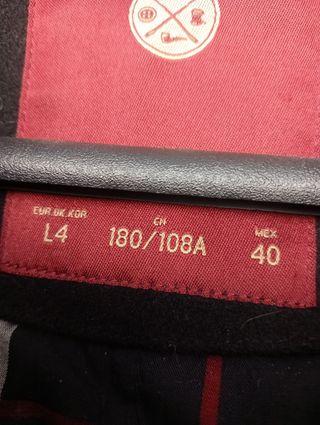 EUR.UK.KOR
L4
CN
180/108A
MEX
40